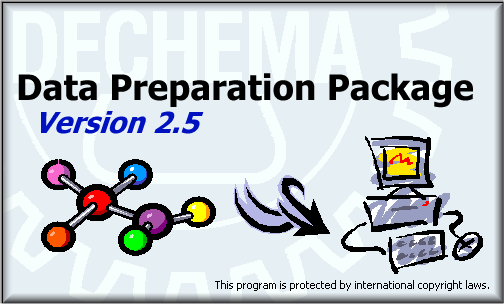 DECHEMA
Data Preparation Package
Version 2.5
This program is protected by international copyright laws.